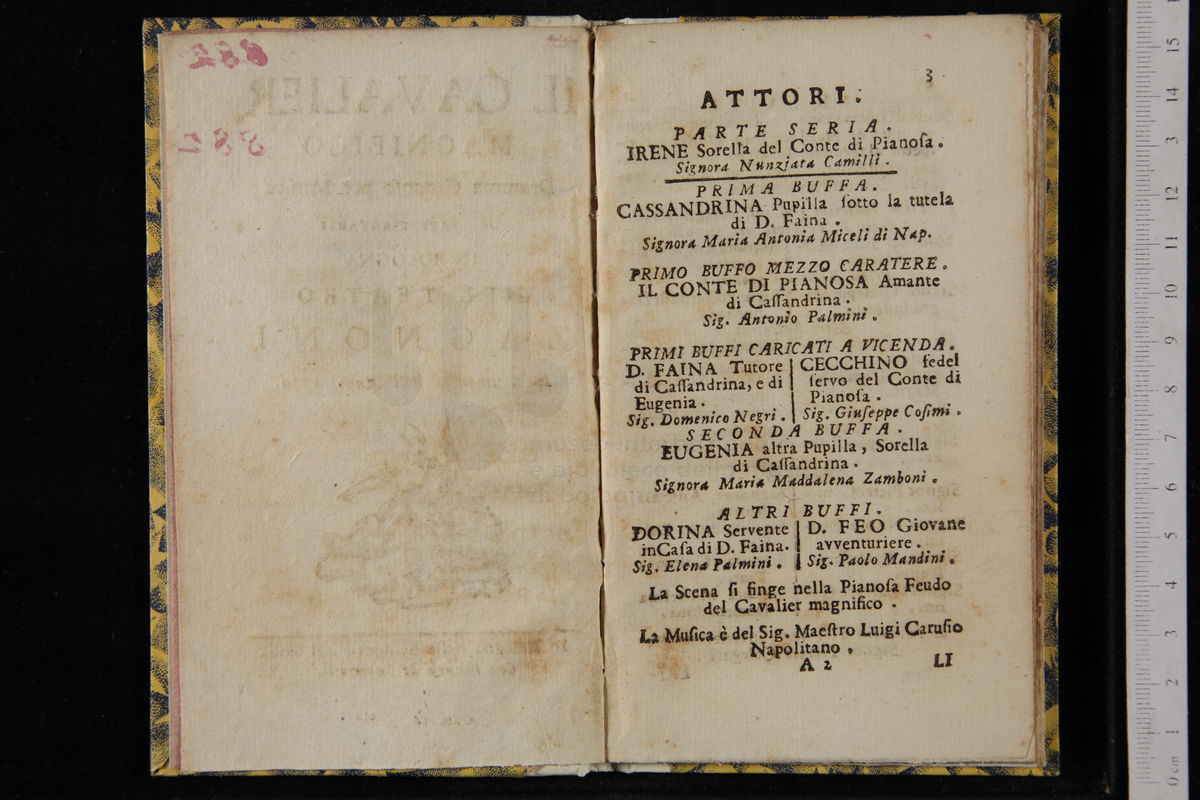 3
ATTORI.
PARTE SERIA.
IRENE Sorella del Conte di Pianoſa.
Signora Nunziata Camilli.
PRIMA BUFFA.
CASSANDRINA Pupilla ſotto la tutela
di D. Faina.
Signora Maria Antonia Miceli di Nap.
PRIMO BUFFO MEZZO CARATERE.
IL CONTE DI PIANOSA Amante
di Caſſandrina.
Sig. Antonio Palmini.
PRIMI BUFFI CARICATI A VICENDA.
D. FAINA Tutore
di Caſſandrina, e di
Eugenia.
Sig. Domenico Negri.
CECCHINO fedel
ſervo del Conte di
Pianoſa.
Sig. Giuſeppe Coſimi.
SECONDA BUFFA.
EUGENIA altra Pupilla, Sorella
di Caſſandrina.
Signora Maria Maddalena Zamboni.
ALTRI BUFFI.
DORINA Servente
inCaſa di D. Faina.
Sig. Elena Palmini.
D. FEO Giovane
avventuriere.
Sig. Paolo Mandini.
La Scena ſi finge nella Pianoſa Feudo
del Cavalier magnifico.
La Muſica è del Sig. Maeſtro Luigi Caruſio
Napolitano.
A 2 LI